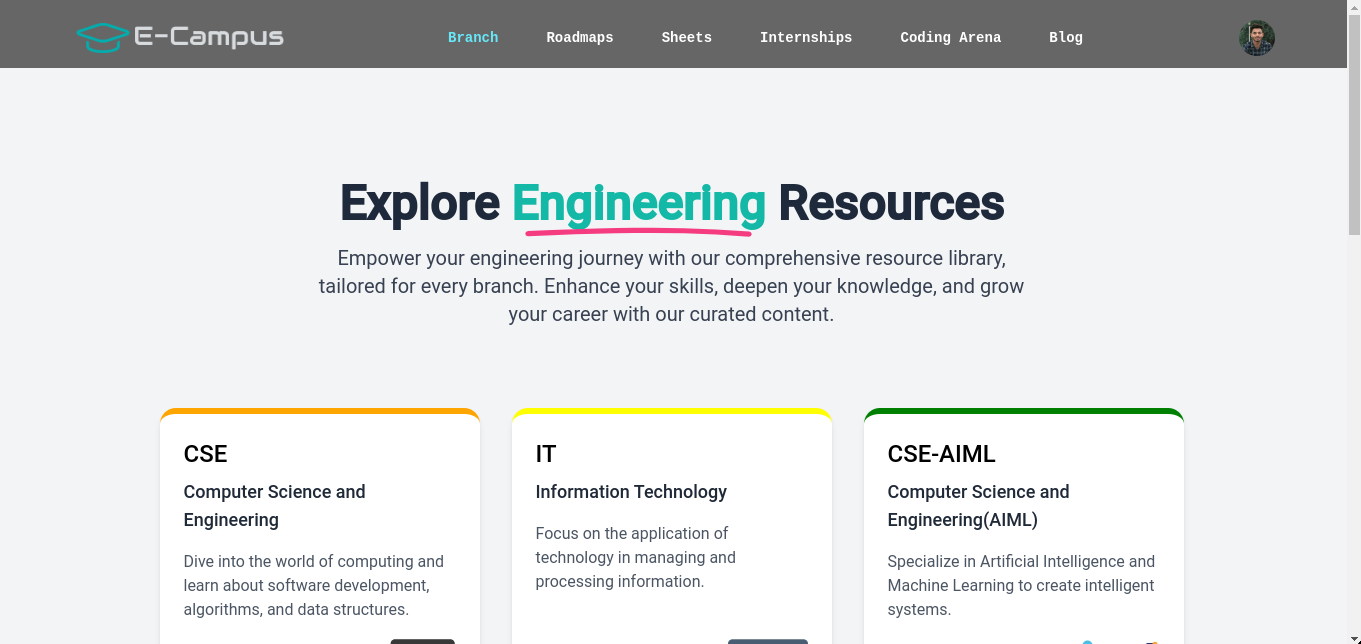 E-Campus
Branch Roadmaps Sheets Internships Coding Arena Blog
Explore Engineering Resources
Empower your engineering journey with our comprehensive resource library,
tailored for every branch. Enhance your skills, deepen your knowledge, and grow
your career with our curated content.
CSE
Computer Science and
Engineering
Dive into the world of computing and
learn about software development,
algorithms, and data structures.
IT
Information Technology
Focus on the application of
technology in managing and
processing information.
CSE-AIML
Computer Science and
Engineering(AIML)
Specialize in Artificial Intelligence and
Machine Learning to create intelligent
systems.